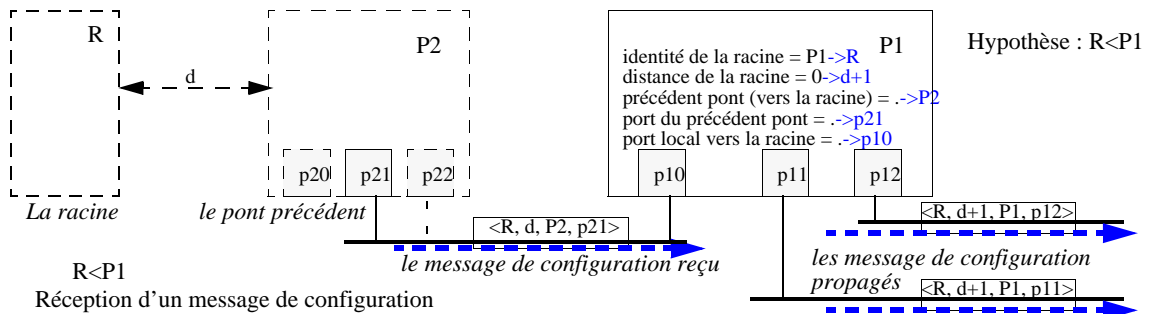 R
P2
P1
Hypothèse : R<P1
d
identité de la racine = P1->R
distance de la racine = 0->d+1
précédent pont (vers la racine) = .->P2
port du précédent pont = .->p21
port local vers la racine = .->p10
p20
p21
p22
p10
p11
p12
La racine
le pont précédent
<R, d, P2, p21>
<R, d+1, P1, p12>
le message de configuration reçu
les message de configuration
propagés
R<P1
Réception d'un message de configuration
<R, d+1, P1, p11>